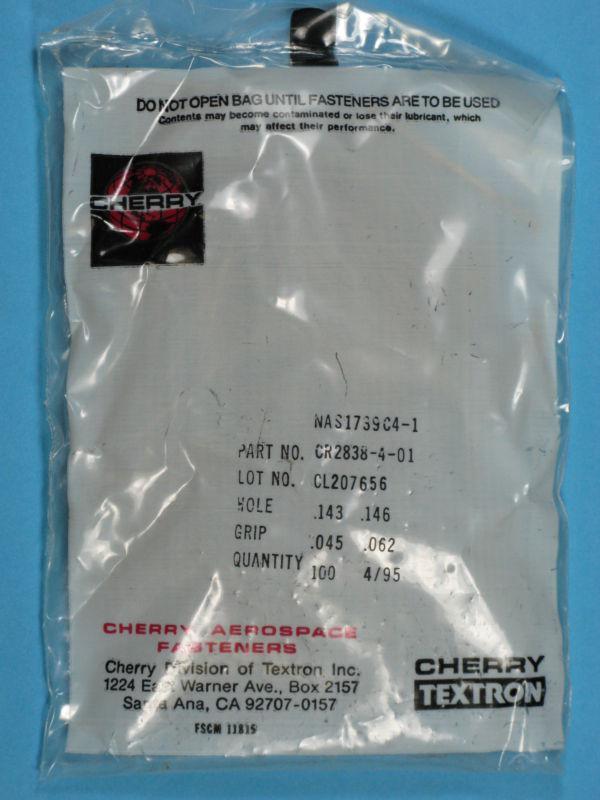 DO NOT OPEN BAG UNTIL FASTENERS ARE TO BE USED
Contents may become contaminated or lose their lubricant, which
may affect their performance.
CHERRY
NAS1739C4-1
PART NO. CR2838-4-01
LOT NO. CL207656
HOLE .143 .146
GRIP .045 .062
QUANTITY 100 4/95
CHERRY AEROSPACE
FASTENERS
Cherry Division of Textron Inc.
1224 East Warner Ave., Box 2157
Santa Ana, CA 92707-0157
FSCM 11815
CHERRY
TEXTRON